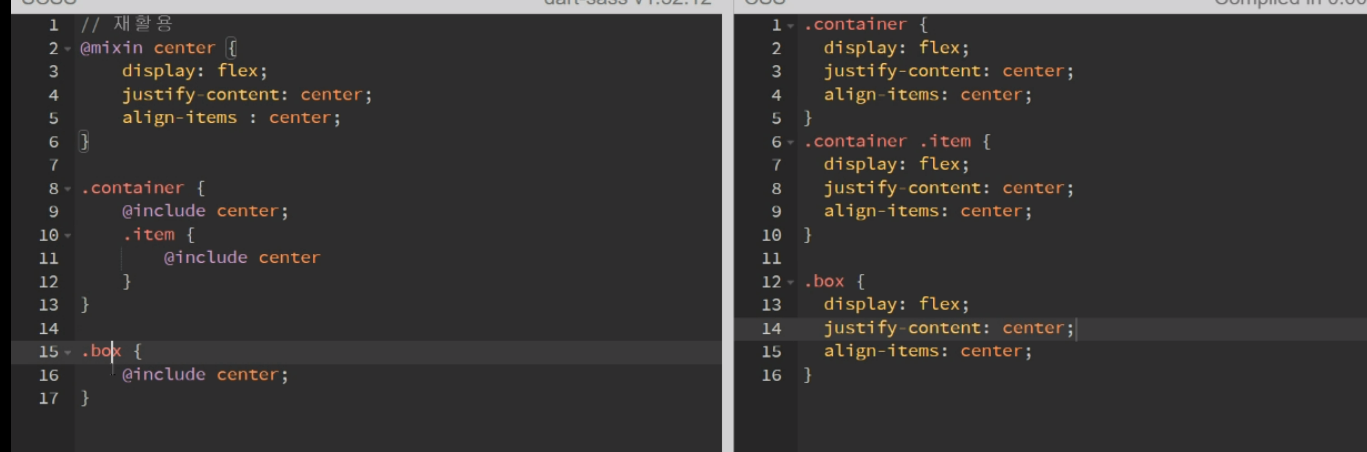 SCSS dart-sass v1.32.12
1 // 재활용
2 @mixin center {
3 display: flex;
4 justify-content: center;
5 align-items : center;
6 }
7
8 .container {
9 @include center;
10 .item {
11 @include center
12 }
13 }
14
15 .box {
16 @include center;
17 }
CSS Compiled in 0.00
1 .container {
2 display: flex;
3 justify-content: center;
4 align-items: center;
5 }
6 .container .item {
7 display: flex;
8 justify-content: center;
9 align-items: center;
10 }
11
12 .box {
13 display: flex;
14 justify-content: center;
15 align-items: center;
16 }